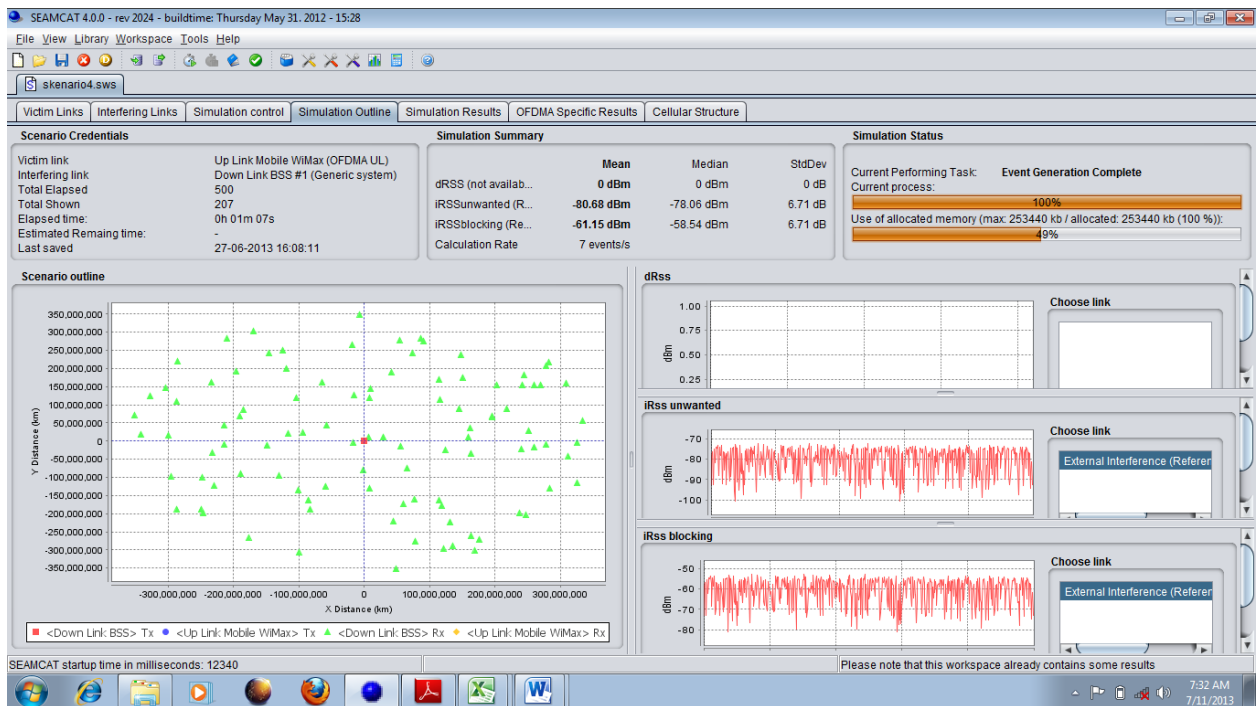 SEAMCAT 4.0.0 - rev 2024 - buildtime: Thursday May 31. 2012 - 15:28
File View Library Workspace Tools Help
skenario4.sws
Victim Links Interfering Links Simulation control Simulation Outline Simulation Results OFDMA Specific Results Cellular Structure
Scenario Credentials
Victim link Up Link Mobile WiMax (OFDMA UL)
Interfering link Down Link BSS #1 (Generic system)
Total Elapsed 500
Total Shown 207
Elapsed time: 0h 01m 07s
Estimated Remaing time: -
Last saved 27-06-2013 16:08:11
Simulation Summary
Mean Median StdDev
dRSS (not availab... 0 dBm 0 dBm 0 dB
iRSSunwanted (R... -80.68 dBm -78.06 dBm 6.71 dB
iRSSblocking (Re... -61.15 dBm -58.54 dBm 6.71 dB
Calculation Rate 7 events/s
Simulation Status
Current Performing Task: Event Generation Complete
Current process:
100%
Use of allocated memory (max: 253440 kb / allocated: 253440 kb (100 %)):
49%
Scenario outline
350,000,000
300,000,000
250,000,000
200,000,000
150,000,000
100,000,000
50,000,000
0
-50,000,000
-100,000,000
-150,000,000
-200,000,000
-250,000,000
-300,000,000
-350,000,000
Y Distance (km)
-300,000,000 -200,000,000 -100,000,000 0 100,000,000 200,000,000 300,000,000
X Distance (km)
<Down Link BSS> Tx <Up Link Mobile WiMax> Tx <Down Link BSS> Rx <Up Link Mobile WiMax> Rx
dRss
1.00
0.75
0.50
0.25
dBm
Choose link
iRss unwanted
-70
-80
-90
-100
dBm
Choose link
External Interference (Referer
iRss blocking
-50
-60
-70
-80
dBm
Choose link
External Interference (Referer
SEAMCAT startup time in milliseconds: 12340
Please note that this workspace already contains some results
7:32 AM
7/11/2013